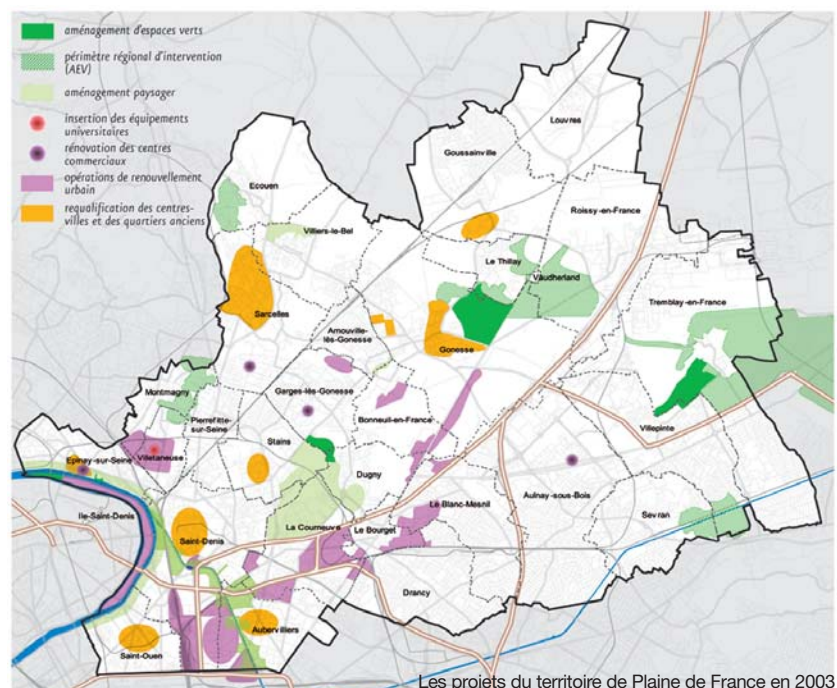 aménagement d'espaces verts
périmètre régional d'intervention
(AEV)
aménagement paysager
insertion des équipements
universitaires
rénovation des centres
commerciaux
opérations de renouvellement
urbain
requalification des centres-
villes et des quartiers anciens
Louvres
Goussainville
Ecouen
Roissy-en-France
Villiers-le-Bel
Le Thillay
Vaudherland
Tremblay-en-France
Sarcelles
Arnouville-
lès-Gonesse
Gonesse
Montmagny
Garges-lès-Gonesse
Bonneuil-en-France
Pierrefitte-
sur-Seine
Villepinte
Stains
Epinay-sur-Seine
Villetaneuse
Dugny
Aulnay-sous-Bois
Le Blanc-Mesnil
Sevran
Ile-Saint-Denis
La Courneuve
Le Bourget
Saint-Denis
Drancy
Aubervilliers
Saint-Ouen
Les projets du territoire de Plaine de France en 2003